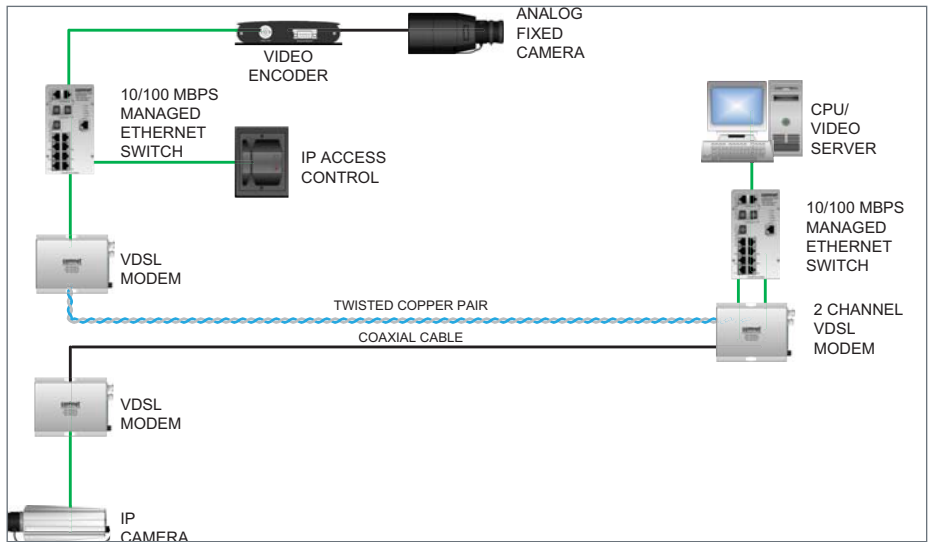 ANALOG
FIXED
CAMERA
VIDEO
ENCODER
10/100 MBPS
MANAGED
ETHERNET
SWITCH
IP ACCESS
CONTROL
CPU/
VIDEO
SERVER
10/100 MBPS
MANAGED
ETHERNET
SWITCH
VDSL
MODEM
TWISTED COPPER PAIR
2 CHANNEL
VDSL
MODEM
COAXIAL CABLE
VDSL
MODEM
IP
CAMERA